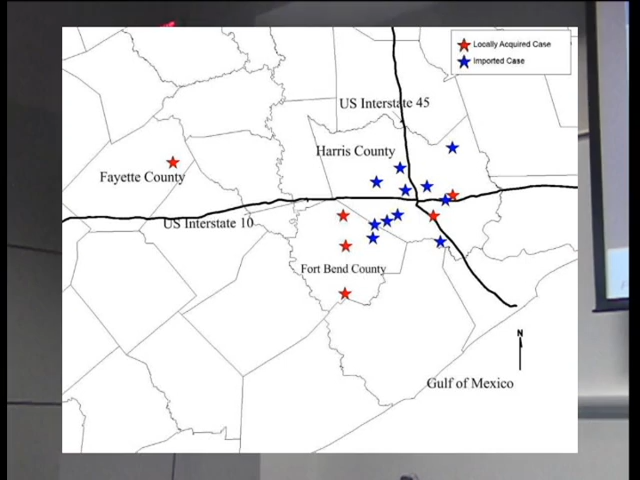 Locally Acquired Case
Imported Case
US Interstate 45
Harris County
Fayette County
US Interstate 10
Fort Bend County
N
Gulf of Mexico